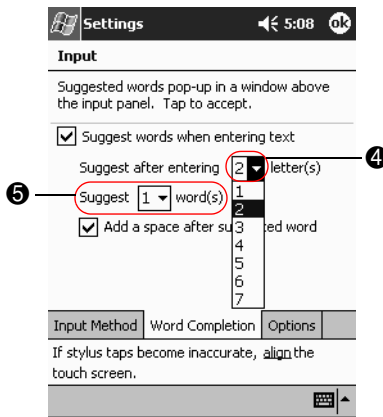 Settings 5:08 ok
Input
Suggested words pop-up in a window above
the input panel. Tap to accept.
Suggest words when entering text
Suggest after entering 2 letter(s) 4
5 Suggest 1 word(s)
1
2
3
4
5
6
7
Add a space after su ted word
Input Method Word Completion Options
If stylus taps become inaccurate, align the
touch screen.